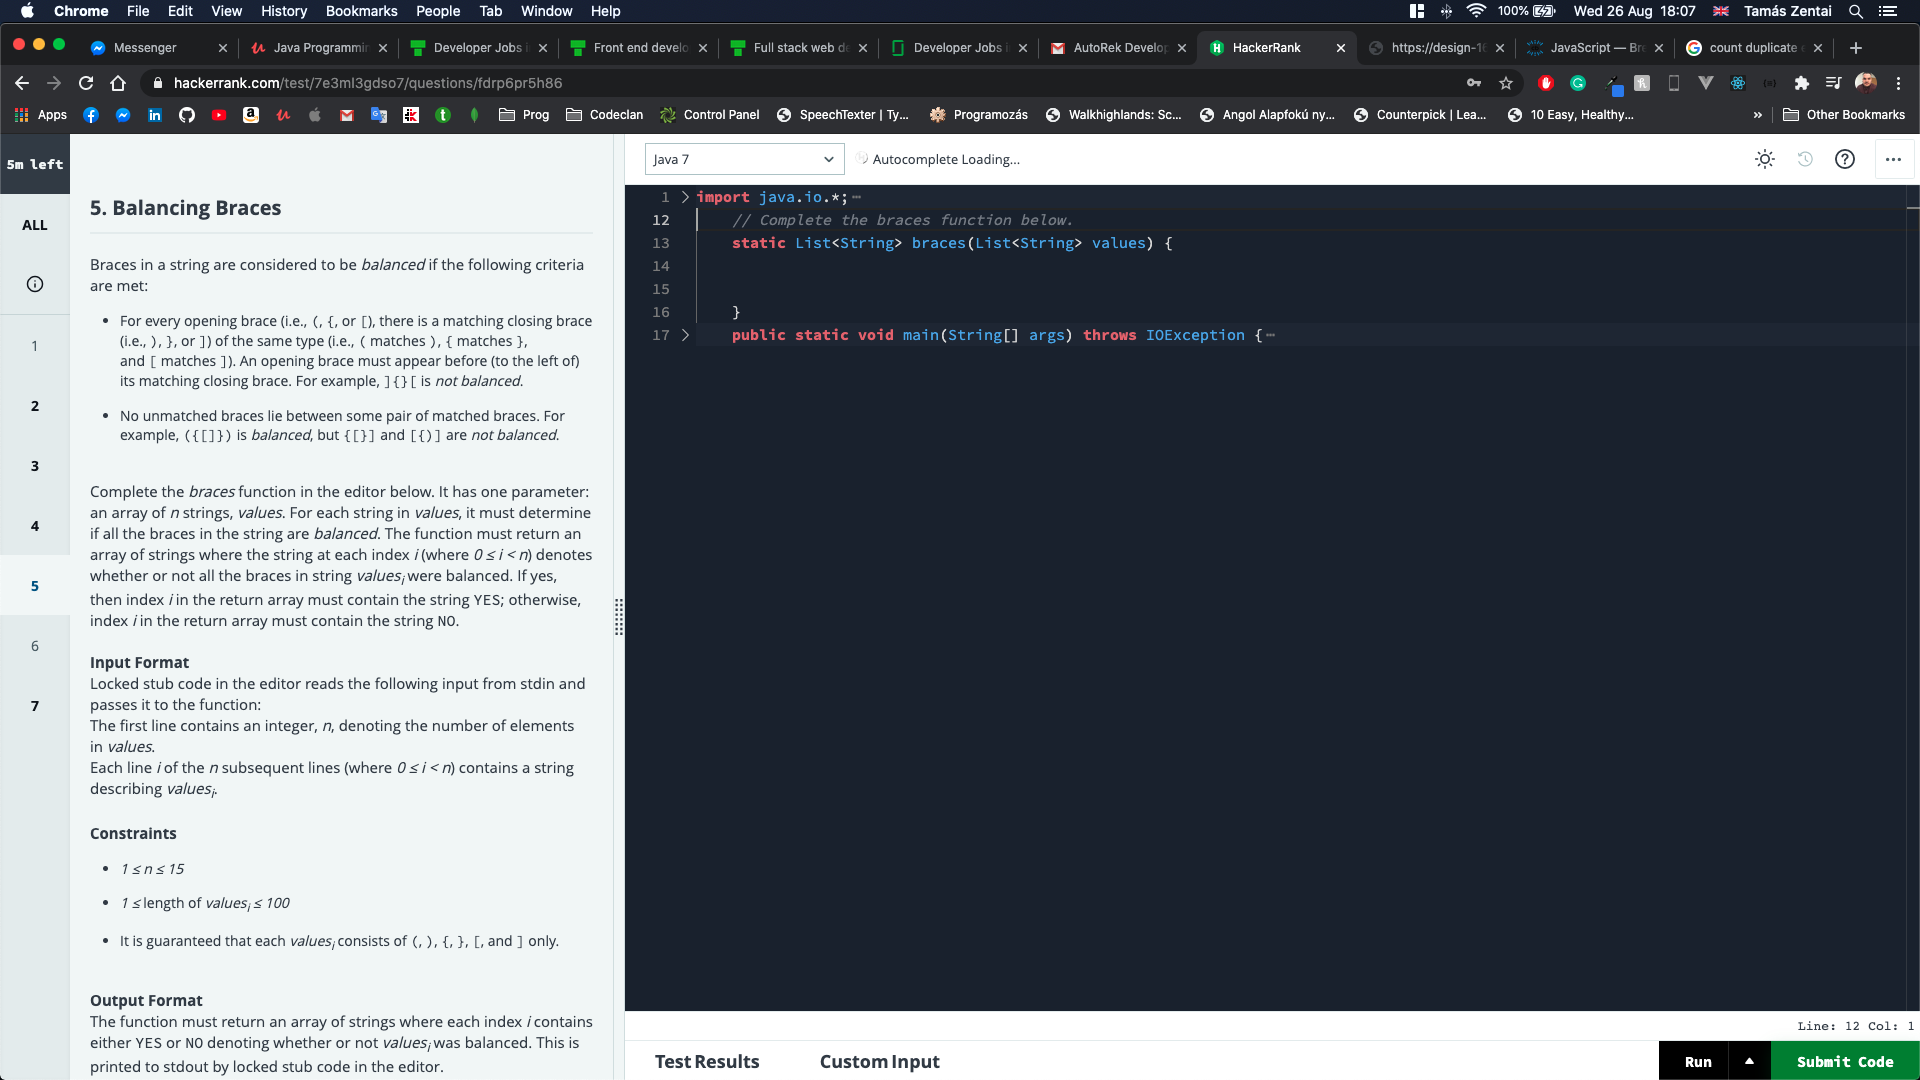 Chrome File Edit View History Bookmarks People Tab Window Help 100% Wed 26 Aug 18:07 Tamás Zentai
Messenger Java Programmin Developer Jobs Front end develo Full stack web de Developer Jobs AutoRek Develop HackerRank https://design-1 JavaScript — Br count duplicate
hackerrank.com/test/7e3ml3gdso7/questions/fdrp6pr5h86
Apps Prog Codeclan Control Panel SpeechTexter | Ty... Programozás Walkhighlands: Sc... Angol Alapfokú ny... Counterpick | Lea... 10 Easy, Healthy... » Other Bookmarks
5m left
ALL
1
2
3
4
5
6
7
5. Balancing Braces
Braces in a string are considered to be balanced if the following criteria
are met:
• For every opening brace (i.e., (, {, or [), there is a matching closing brace
(i.e., ), }, or ]) of the same type (i.e., ( matches ), { matches },
and [ matches ]). An opening brace must appear before (to the left of)
its matching closing brace. For example, ]{}[ is not balanced.
• No unmatched braces lie between some pair of matched braces. For
example, ({[]}) is balanced, but {[}] and [{)] are not balanced.
Complete the braces function in the editor below. It has one parameter:
an array of n strings, values. For each string in values, it must determine
if all the braces in the string are balanced. The function must return an
array of strings where the string at each index i (where 0 ≤ i < n) denotes
whether or not all the braces in string valuesi were balanced. If yes,
then index i in the return array must contain the string YES; otherwise,
index i in the return array must contain the string NO.
Input Format
Locked stub code in the editor reads the following input from stdin and
passes it to the function:
The first line contains an integer, n, denoting the number of elements
in values.
Each line i of the n subsequent lines (where 0 ≤ i < n) contains a string
describing valuesi.
Constraints
• 1 ≤ n ≤ 15
• 1 ≤ length of valuesi ≤ 100
• It is guaranteed that each valuesi consists of (, ), {, }, [, and ] only.
Output Format
The function must return an array of strings where each index i contains
either YES or NO denoting whether or not valuesi was balanced. This is
printed to stdout by locked stub code in the editor.
Java 7 Autocomplete Loading...
1 import java.io.*;
12 // Complete the braces function below.
13 static List<String> braces(List<String> values) {
14
15
16 }
17 public static void main(String[] args) throws IOException {
Line: 12 Col: 1
Test Results Custom Input Run Submit Code